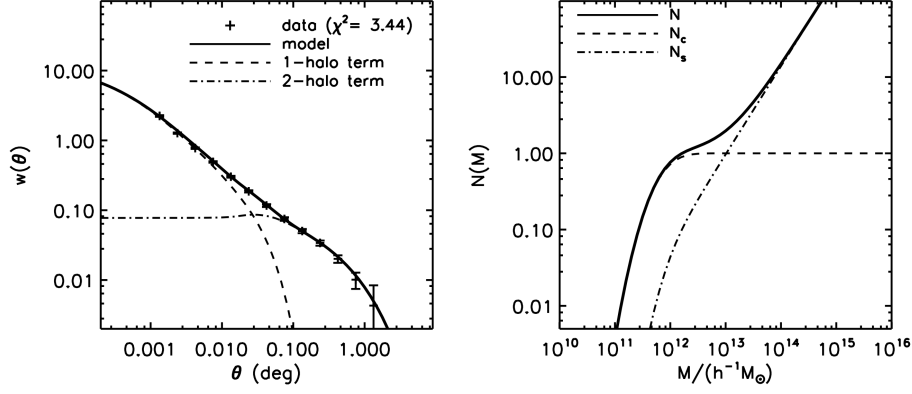 data (χ²= 3.44)
model
1−halo term
2−halo term
10.00
1.00
0.10
0.01
w(θ)
0.001
0.010
0.100
1.000
θ (deg)
N
N_c
N_s
10.00
1.00
0.10
0.01
N(M)
10¹⁰
10¹¹
10¹²
10¹³
10¹⁴
10¹⁵
10¹⁶
M/(h⁻¹M_⊙)